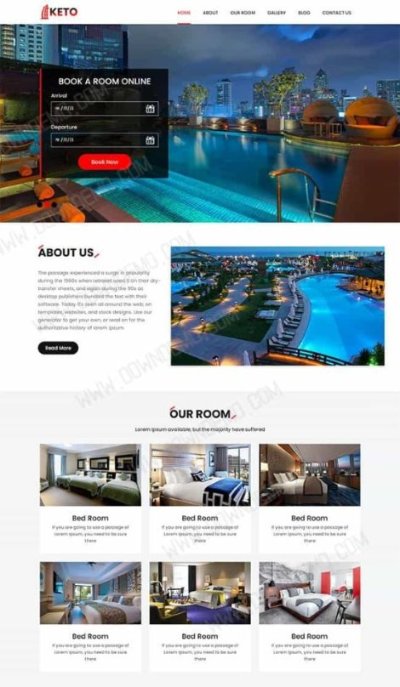 KETO
HOME ABOUT OUR ROOM GALLERY BLOG CONTACT US
BOOK A ROOM ONLINE
Arrival
Departure
Book Now
ABOUT US
The passage experienced a surge in popularity
during the 1960s when Letraset used it on their dry-
transfer sheets, and again during the 90s as
desktop publishers bundled the text with their
software. Today it's seen all around the web; on
templates, websites, and stock designs. Use our
generator to get your own, or read on for the
authoritative history of lorem ipsum.
Read More
OUR ROOM
Lorem Ipsum available, but the majority have suffered
Bed Room Bed Room Bed Room
If you are going to use a passage of If you are going to use a passage of If you are going to use a passage of
Lorem Ipsum, you need to be sure Lorem Ipsum, you need to be sure Lorem Ipsum, you need to be sure
there there there
Bed Room Bed Room Bed Room
If you are going to use a passage of If you are going to use a passage of If you are going to use a passage of
Lorem Ipsum, you need to be sure Lorem Ipsum, you need to be sure Lorem Ipsum, you need to be sure
there there there